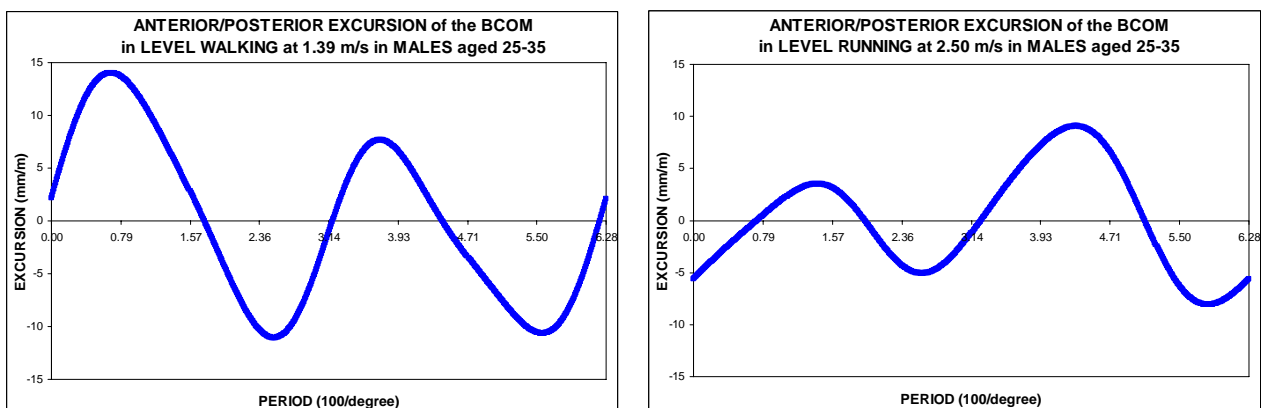 ANTERIOR/POSTERIOR EXCURSION of the BCOM
in LEVEL WALKING at 1.39 m/s in MALES aged 25-35
15
10
5
0
-5
-10
-15
EXCURSION (mm/m)
0.00 0.79 1.57 2.36 3.14 3.93 4.71 5.50 6.28
PERIOD (100/degree)
ANTERIOR/POSTERIOR EXCURSION of the BCOM
in LEVEL RUNNING at 2.50 m/s in MALES aged 25-35
15
10
5
0
-5
-10
-15
EXCURSION (mm/m)
0.00 0.79 1.57 2.36 3.14 3.93 4.71 5.50 6.28
PERIOD (100/degree)